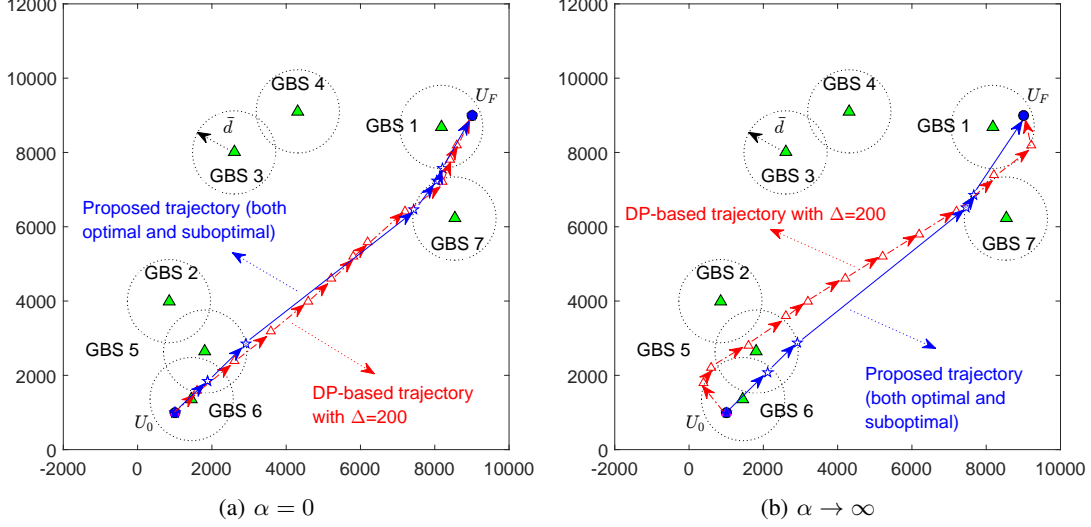 12000
10000
8000
6000
4000
2000
0
-2000 0 2000 4000 6000 8000 10000
GBS 4
U_F
GBS 1
d̄
GBS 3
Proposed trajectory (both
optimal and suboptimal)
GBS 7
GBS 2
GBS 5
DP-based trajectory
with Δ=200
GBS 6
U_0
(a) α = 0
12000
10000
8000
6000
4000
2000
0
-2000 0 2000 4000 6000 8000 10000
GBS 4
U_F
GBS 1
d̄
GBS 3
DP-based trajectory with Δ=200
GBS 7
GBS 2
GBS 5
Proposed trajectory
(both optimal and
suboptimal)
GBS 6
U_0
(b) α → ∞